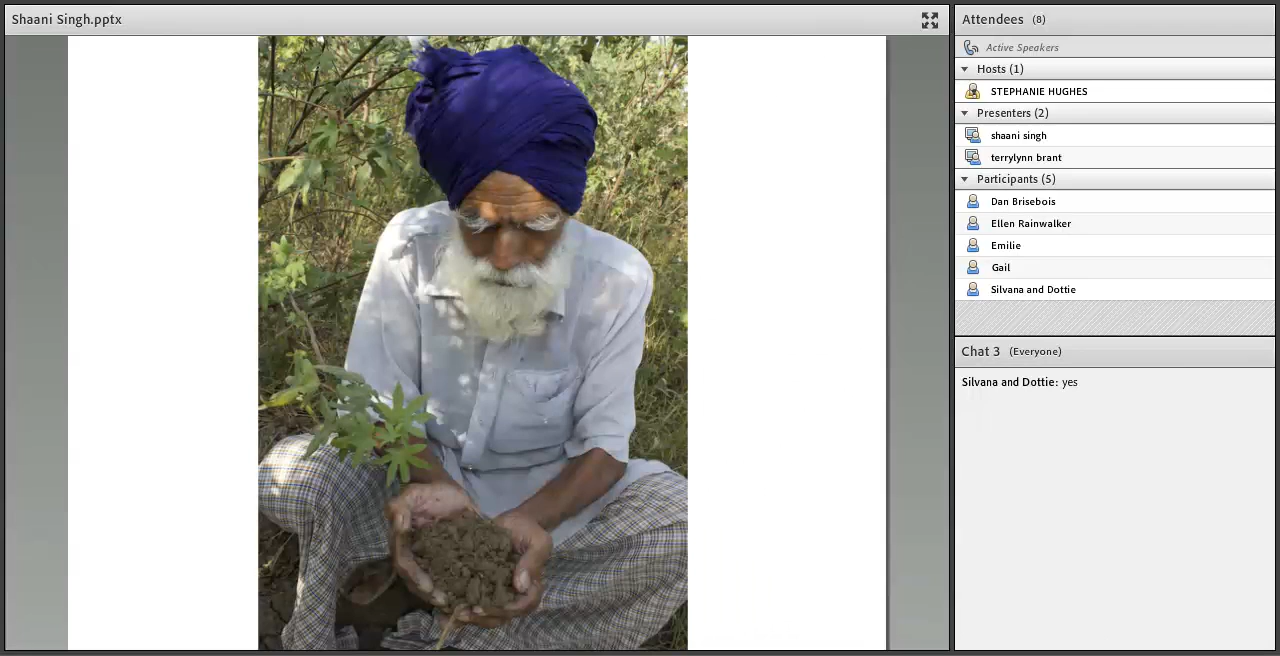 Shaani Singh.pptx
Attendees (8)
Active Speakers
Hosts (1)
STEPHANIE HUGHES
Presenters (2)
shaani singh
terrylynn brant
Participants (5)
Dan Brisebois
Ellen Rainwalker
Emilie
Gail
Silvana and Dottie
Chat 3 (Everyone)
Silvana and Dottie: yes